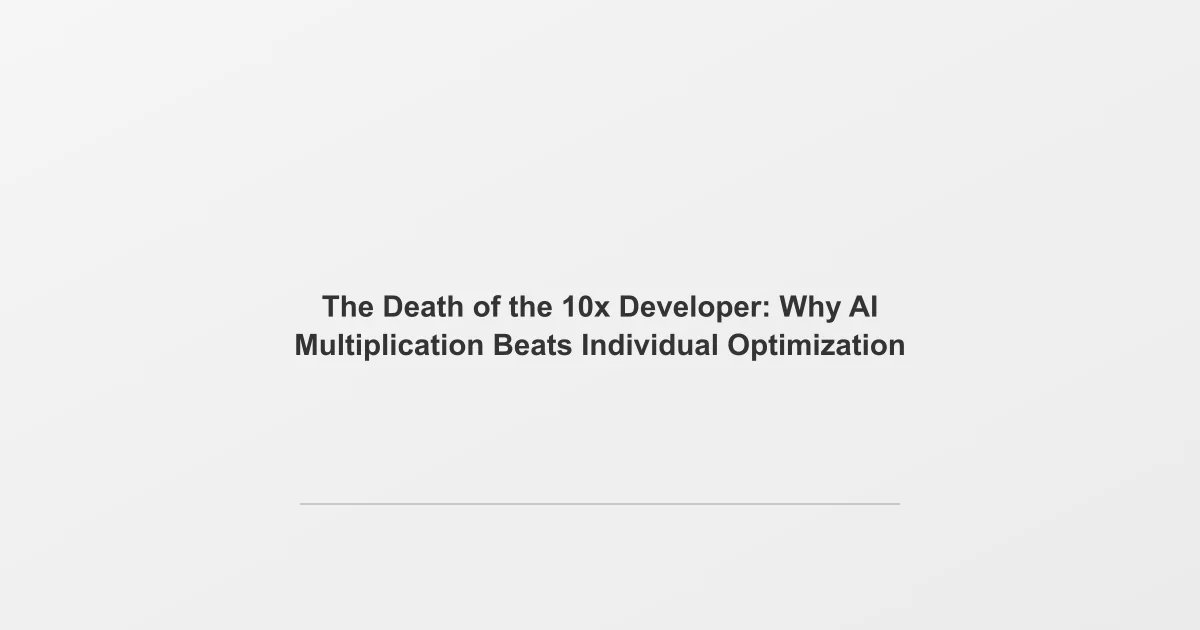 The Death of the 10x Developer: Why AI
Multiplication Beats Individual Optimization